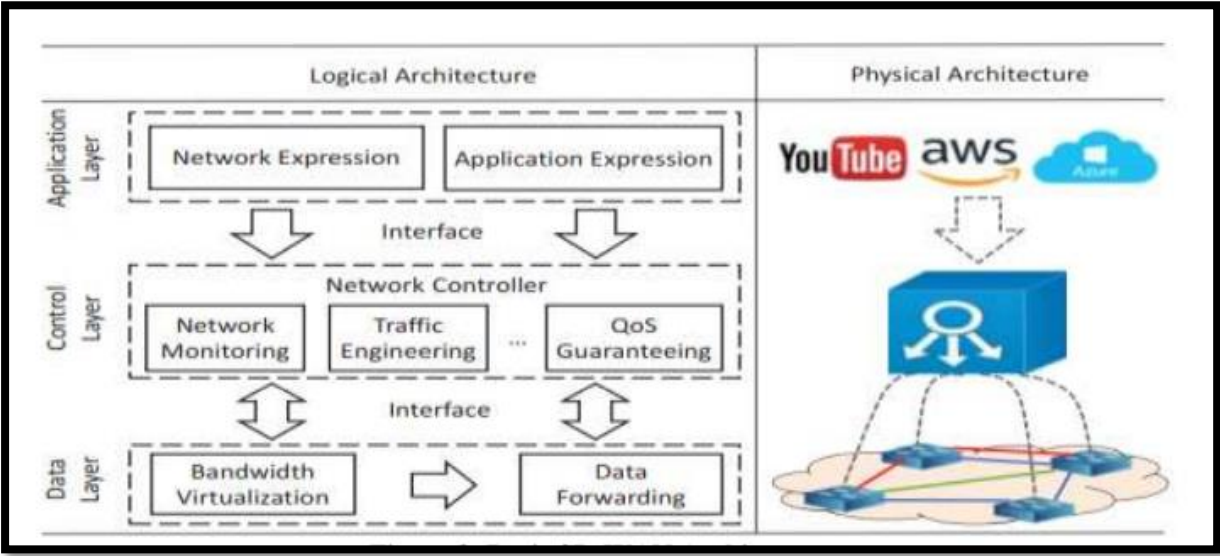 Logical Architecture
Physical Architecture
Application
Layer
Network Expression
Application Expression
YouTube
aws
Azure
Interface
Control
Layer
Network Controller
Network
Monitoring
Traffic
Engineering
...
QoS
Guaranteeing
Interface
Data
Layer
Bandwidth
Virtualization
Data
Forwarding